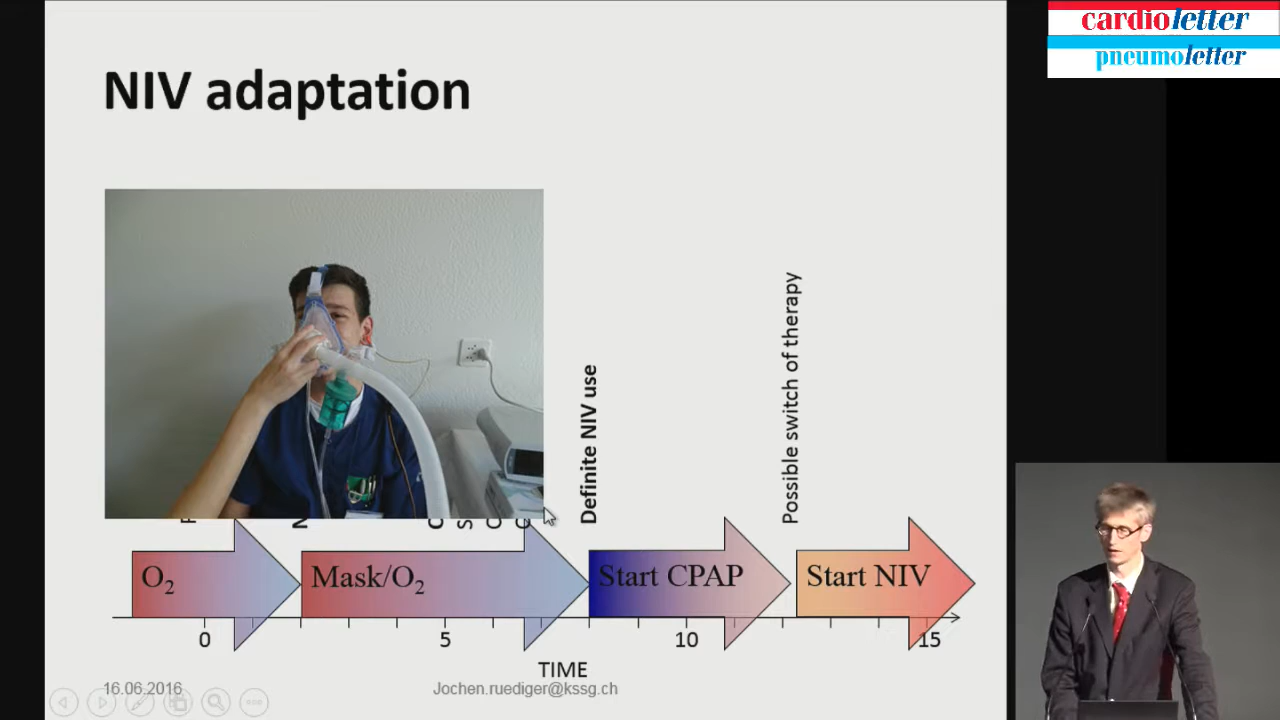 cardioletter
pneumoletter
NIV adaptation
Definite NIV use
Possible switch of therapy
O₂
Mask/O₂
Start CPAP
Start NIV
0
5
10
15
TIME
16.06.2016
Jochen.ruediger@kssg.ch